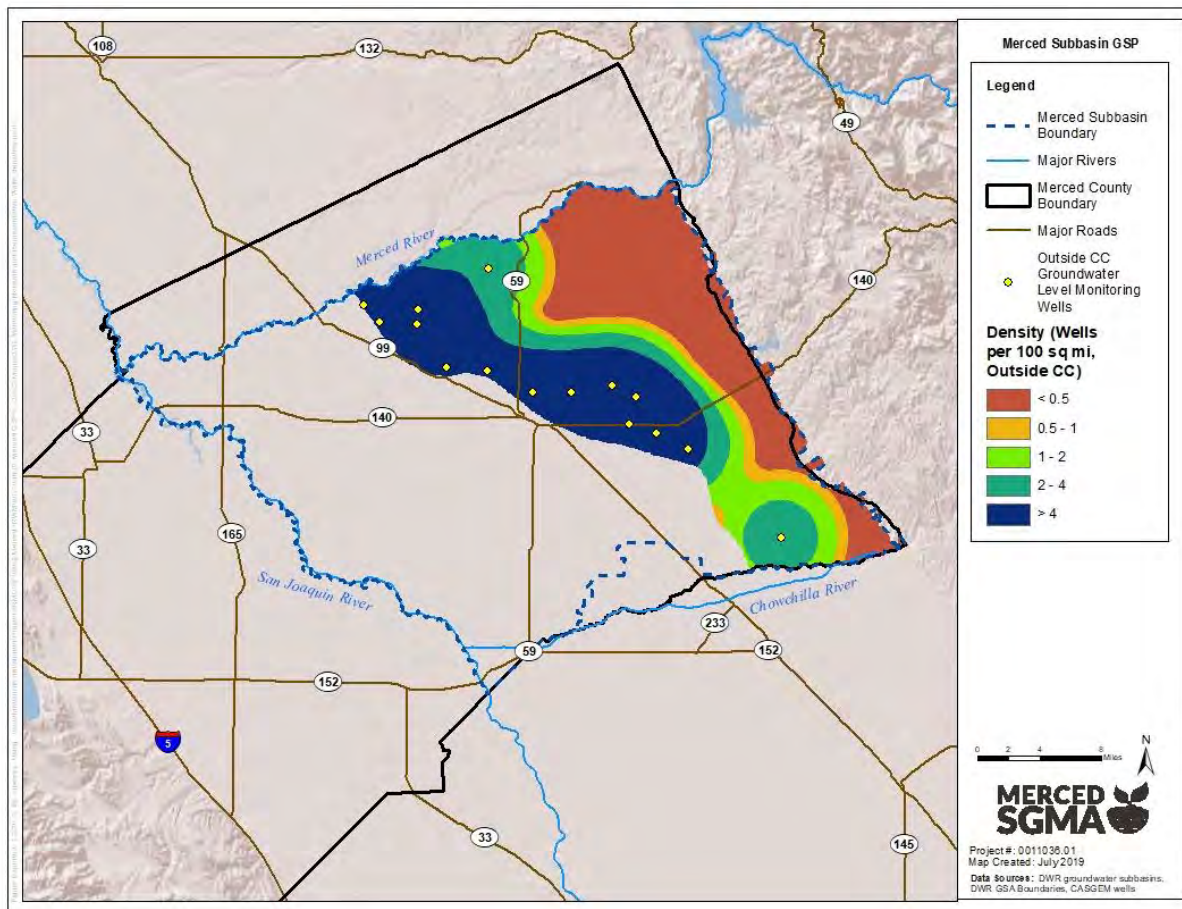 Merced Subbasin GSP
Legend
Merced Subbasin
Boundary
Major Rivers
Merced County
Boundary
Major Roads
Outside CC
Groundwater
Level Monitoring
Wells
Density (Wells
per 100 sq mi,
Outside CC)
< 0.5
0.5 - 1
1 - 2
2 - 4
> 4
108
132
49
Merced River
59
140
99
140
33
165
33
San Joaquin River
Chowchilla River
233
59
152
152
5
33
145
0 2 4 8
Miles
N
MERCED
SGMA
Project #: 0011036.01
Map Created: July 2019
Data Sources: DWR groundwater subbasins,
DWR GSA Boundaries, CASGEM wells